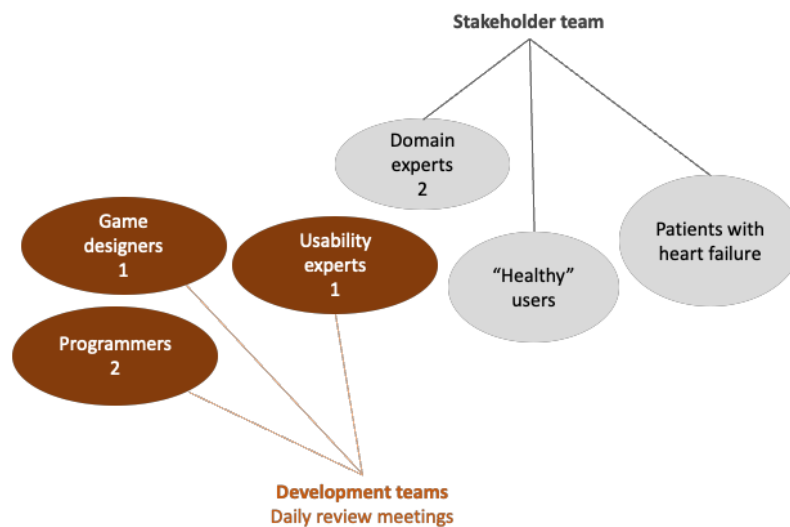 Stakeholder team
Domain
experts
2
Game
designers
1
Usability
experts
1
Patients with
heart failure
“Healthy”
users
Programmers
2
Development teams
Daily review meetings